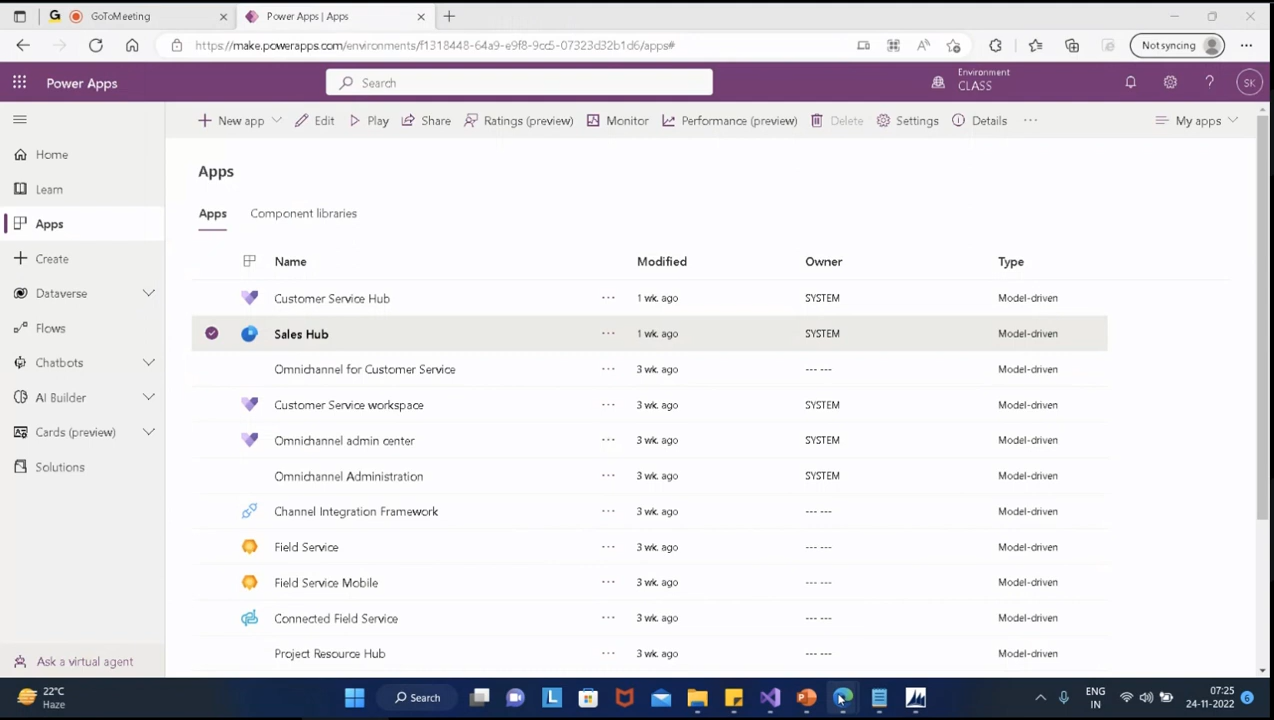 GoToMeeting
Power Apps | Apps
https://make.powerapps.com/environments/f1318448-64a9-e9f8-9cc5-07323d32b1d6/apps#
Not syncing
Power Apps
Search
Environment
CLASS
SK
New app
Edit
Play
Share
Ratings (preview)
Monitor
Performance (preview)
Delete
Settings
Details
My apps
Home
Learn
Apps
Create
Dataverse
Flows
Chatbots
AI Builder
Cards (preview)
Solutions
Ask a virtual agent
Apps
Apps Component libraries
Name Modified Owner Type
Customer Service Hub ··· 1 wk. ago SYSTEM Model-driven
Sales Hub ··· 1 wk. ago SYSTEM Model-driven
Omnichannel for Customer Service ··· 3 wk. ago --- --- Model-driven
Customer Service workspace ··· 3 wk. ago SYSTEM Model-driven
Omnichannel admin center ··· 3 wk. ago SYSTEM Model-driven
Omnichannel Administration ··· 3 wk. ago SYSTEM Model-driven
Channel Integration Framework ··· 3 wk. ago --- --- Model-driven
Field Service ··· 3 wk. ago --- --- Model-driven
Field Service Mobile ··· 3 wk. ago --- --- Model-driven
Connected Field Service ··· 3 wk. ago --- --- Model-driven
Project Resource Hub ··· 3 wk. ago --- --- Model-driven
22°C
Haze
Search
ENG
IN
07:25
24-11-2022
6